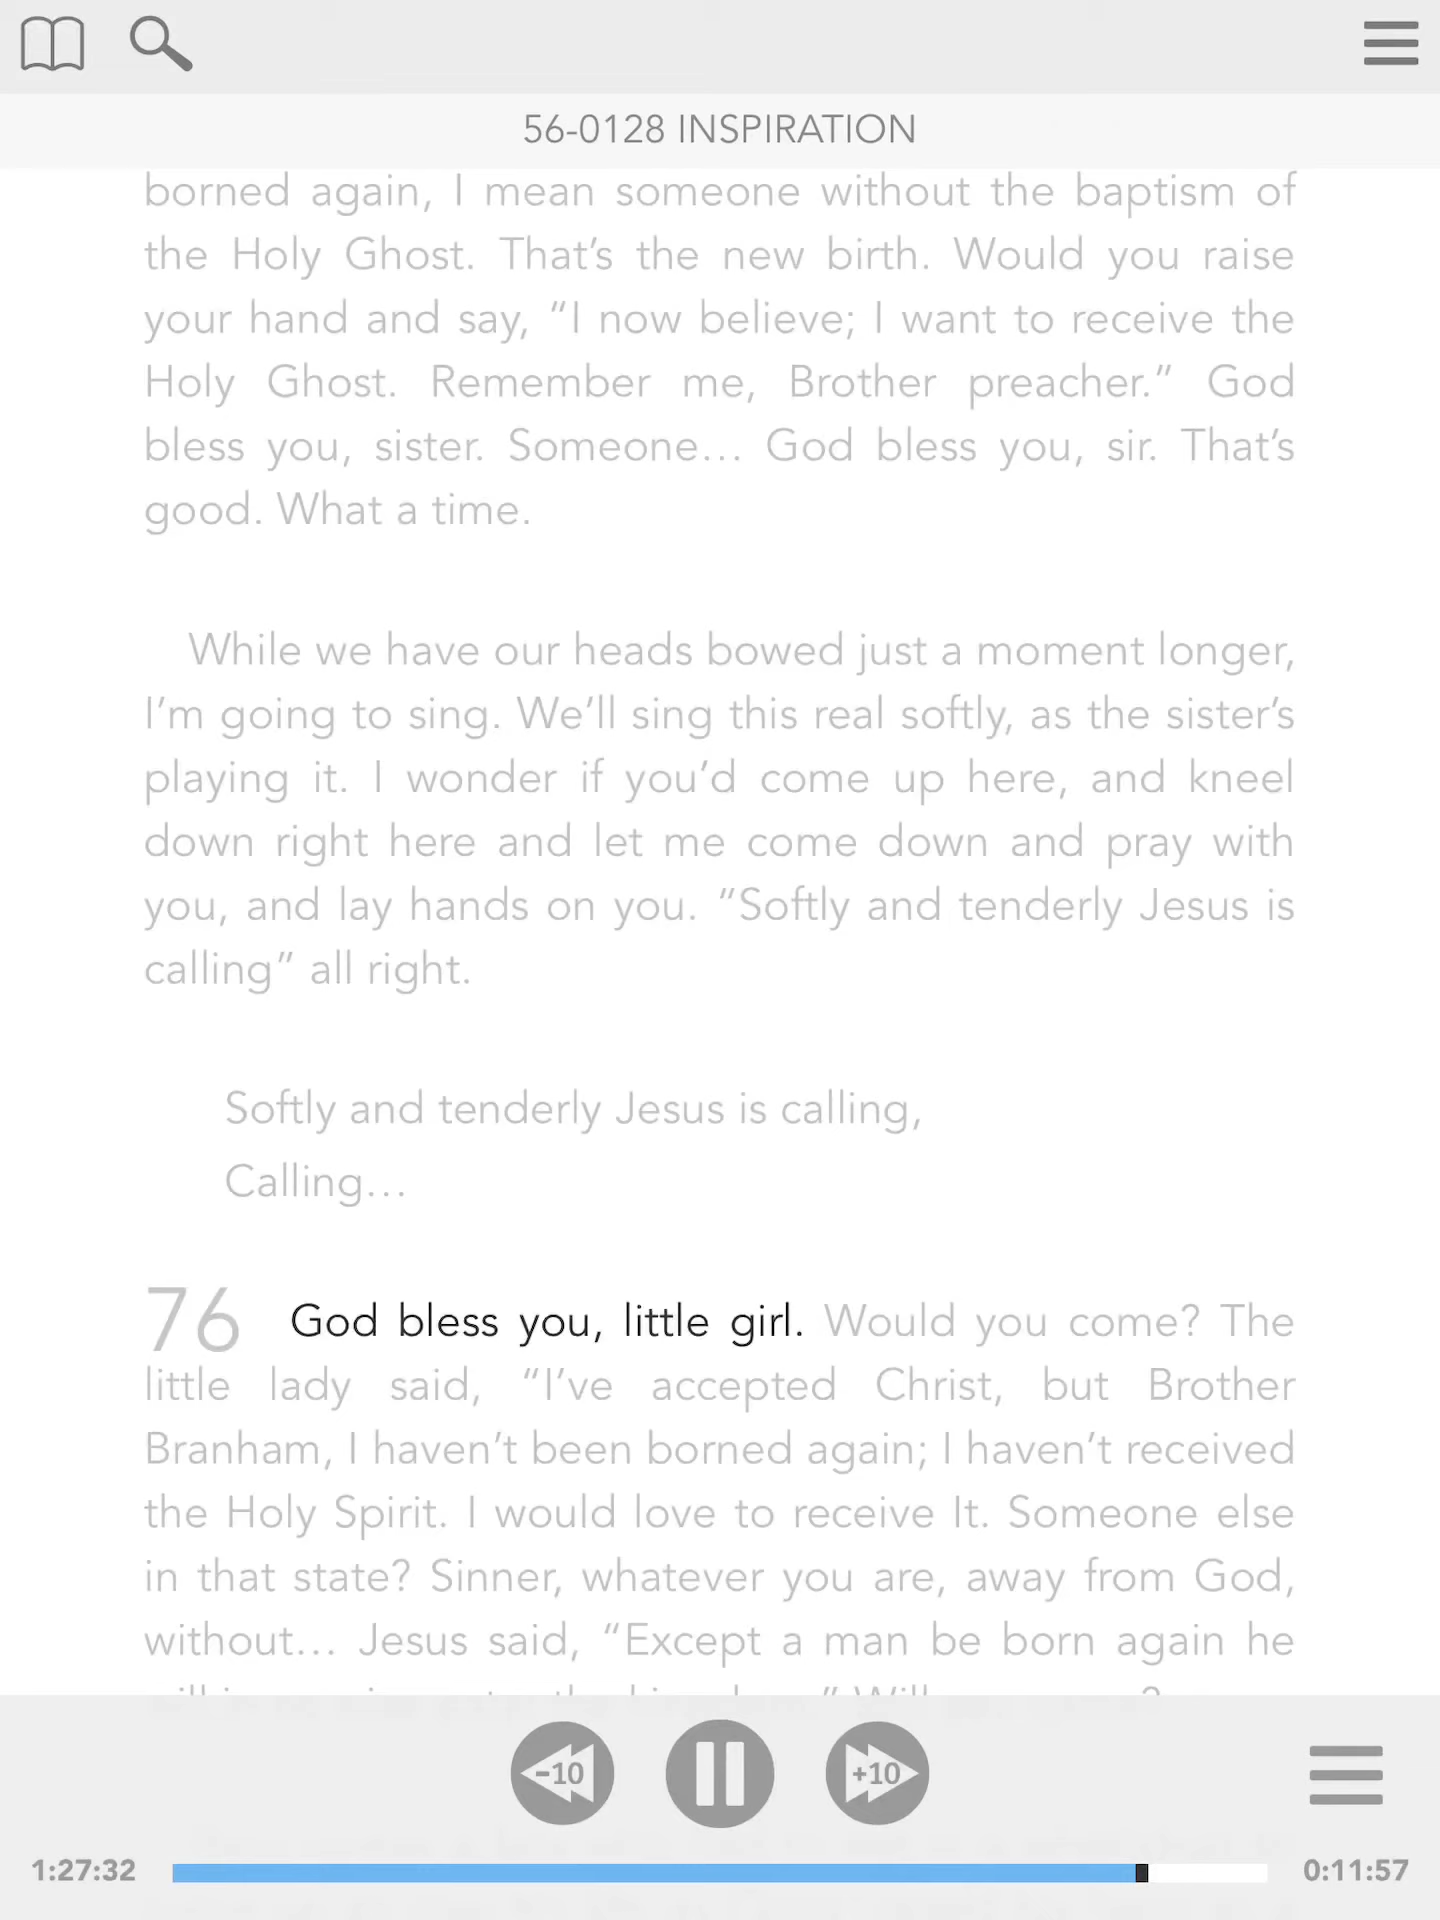 56-0128 INSPIRATION
borned again, I mean someone without the baptism of
the Holy Ghost. That’s the new birth. Would you raise
your hand and say, “I now believe; I want to receive the
Holy Ghost. Remember me, Brother preacher.” God
bless you, sister. Someone… God bless you, sir. That’s
good. What a time.
While we have our heads bowed just a moment longer,
I’m going to sing. We’ll sing this real softly, as the sister’s
playing it. I wonder if you’d come up here, and kneel
down right here and let me come down and pray with
you, and lay hands on you. “Softly and tenderly Jesus is
calling” all right.
Softly and tenderly Jesus is calling,
Calling…
76 God bless you, little girl. Would you come? The
little lady said, “I’ve accepted Christ, but Brother
Branham, I haven’t been borned again; I haven’t received
the Holy Spirit. I would love to receive It. Someone else
in that state? Sinner, whatever you are, away from God,
without… Jesus said, “Except a man be born again he
-10 +10
1:27:32 0:11:57